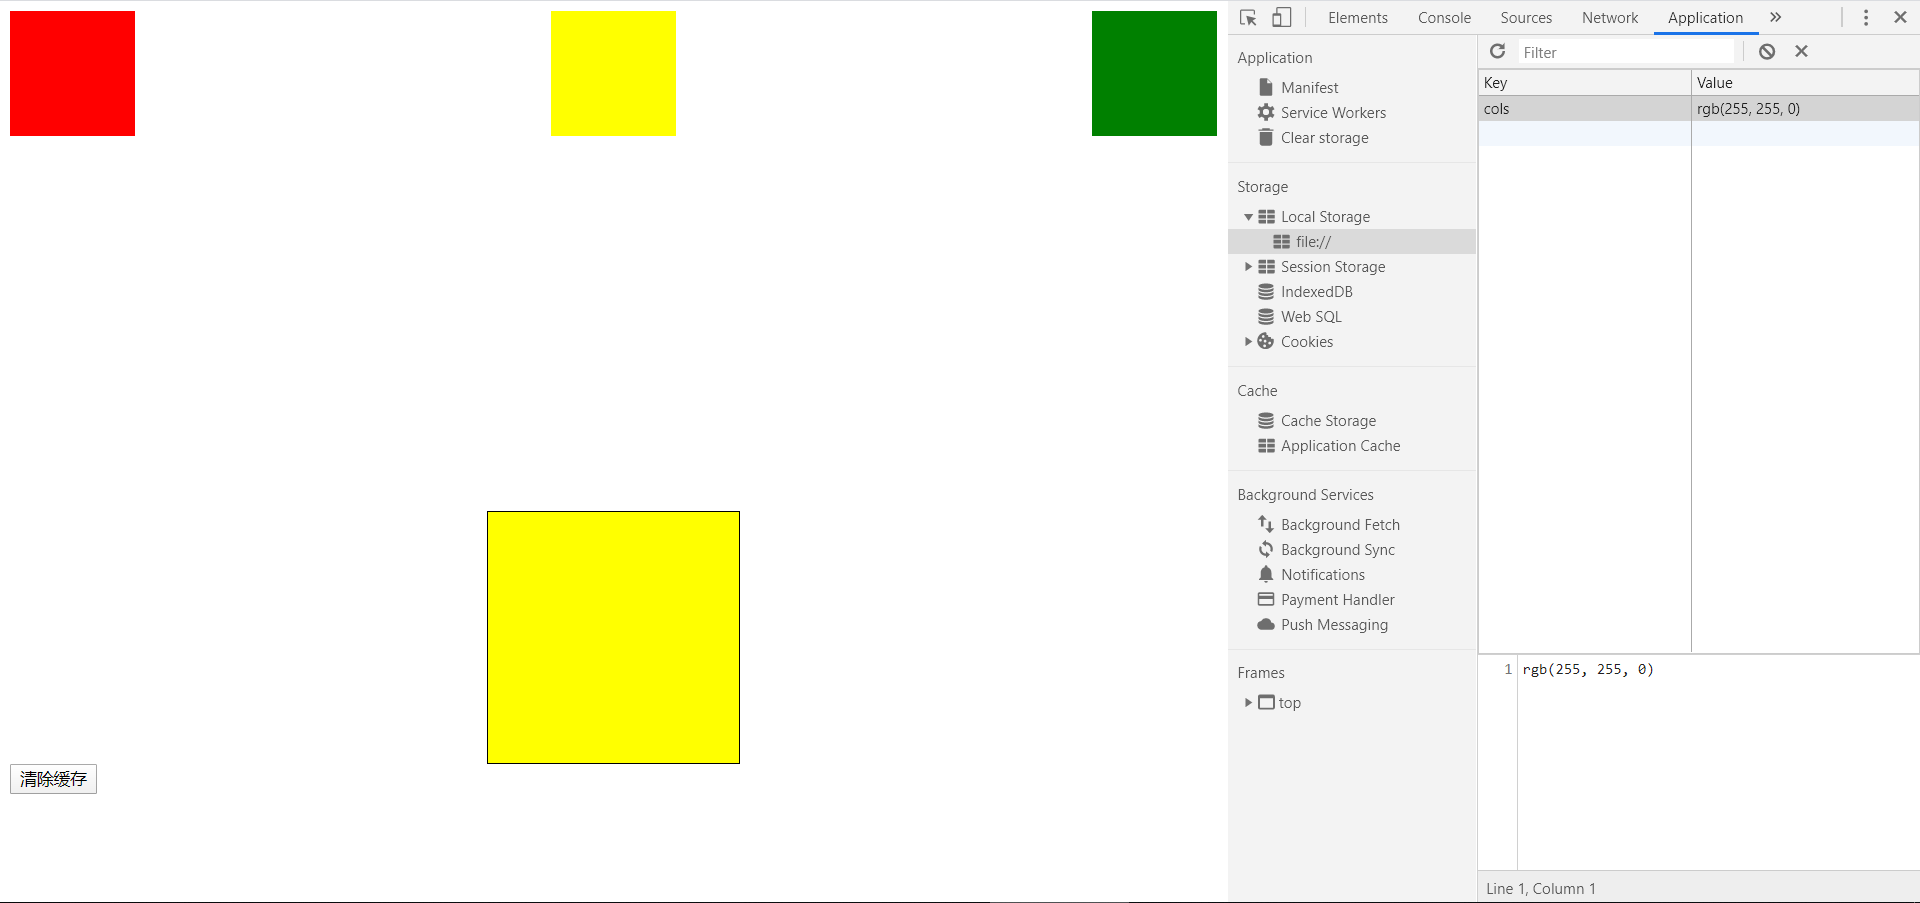 Elements Console Sources Network Application
Application
Manifest
Service Workers
Clear storage
Storage
Local Storage
file://
Session Storage
IndexedDB
Web SQL
Cookies
Cache
Cache Storage
Application Cache
Background Services
Background Fetch
Background Sync
Notifications
Payment Handler
Push Messaging
Frames
top
Filter
Key Value
cols rgb(255, 255, 0)
1 rgb(255, 255, 0)
Line 1, Column 1
清除缓存